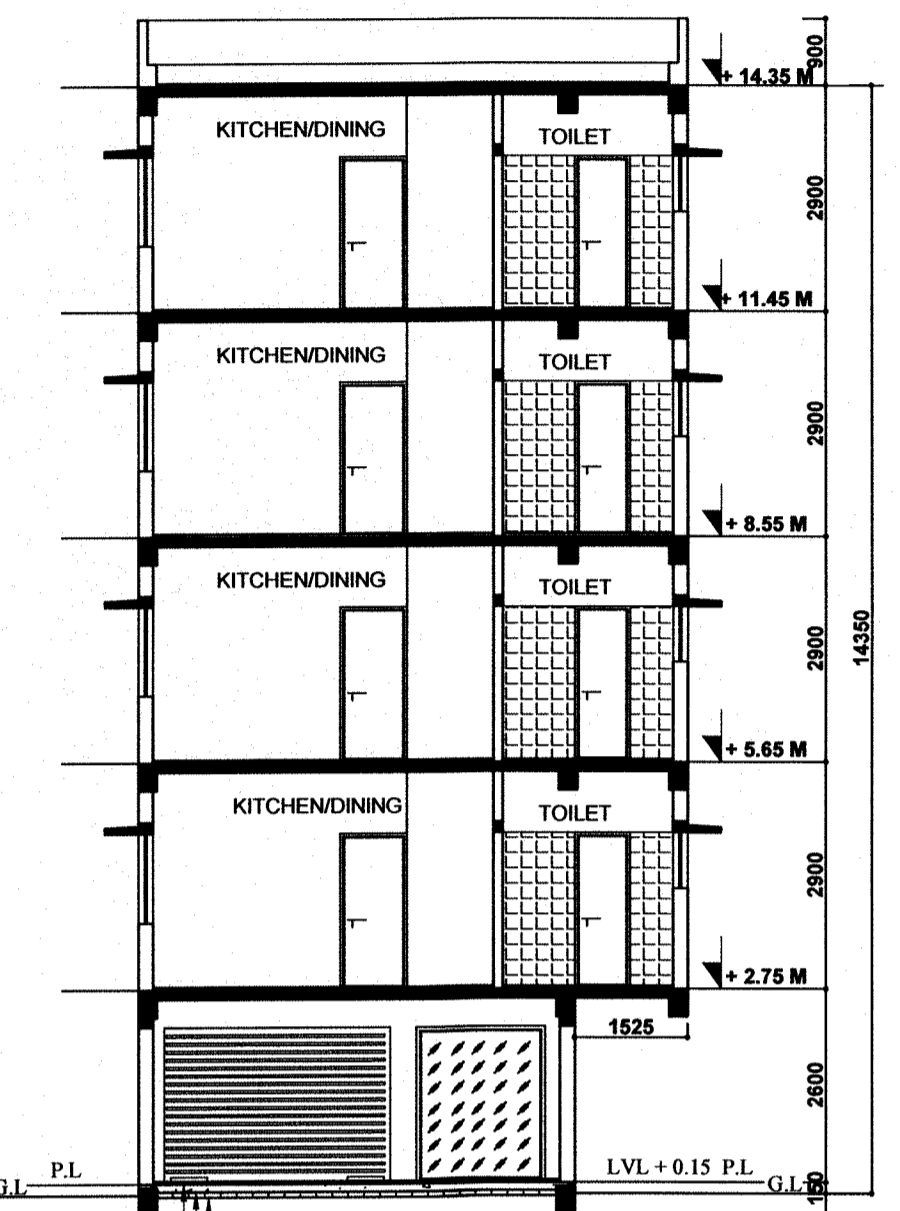 900
+ 14.35 M
KITCHEN/DINING
TOILET
2900
+ 11.45 M
KITCHEN/DINING
TOILET
2900
+ 8.55 M
KITCHEN/DINING
TOILET
2900
14350
+ 5.65 M
KITCHEN/DINING
TOILET
2900
+ 2.75 M
1525
2600
P.L
LVL + 0.15 P.L
G.L
G.L
150